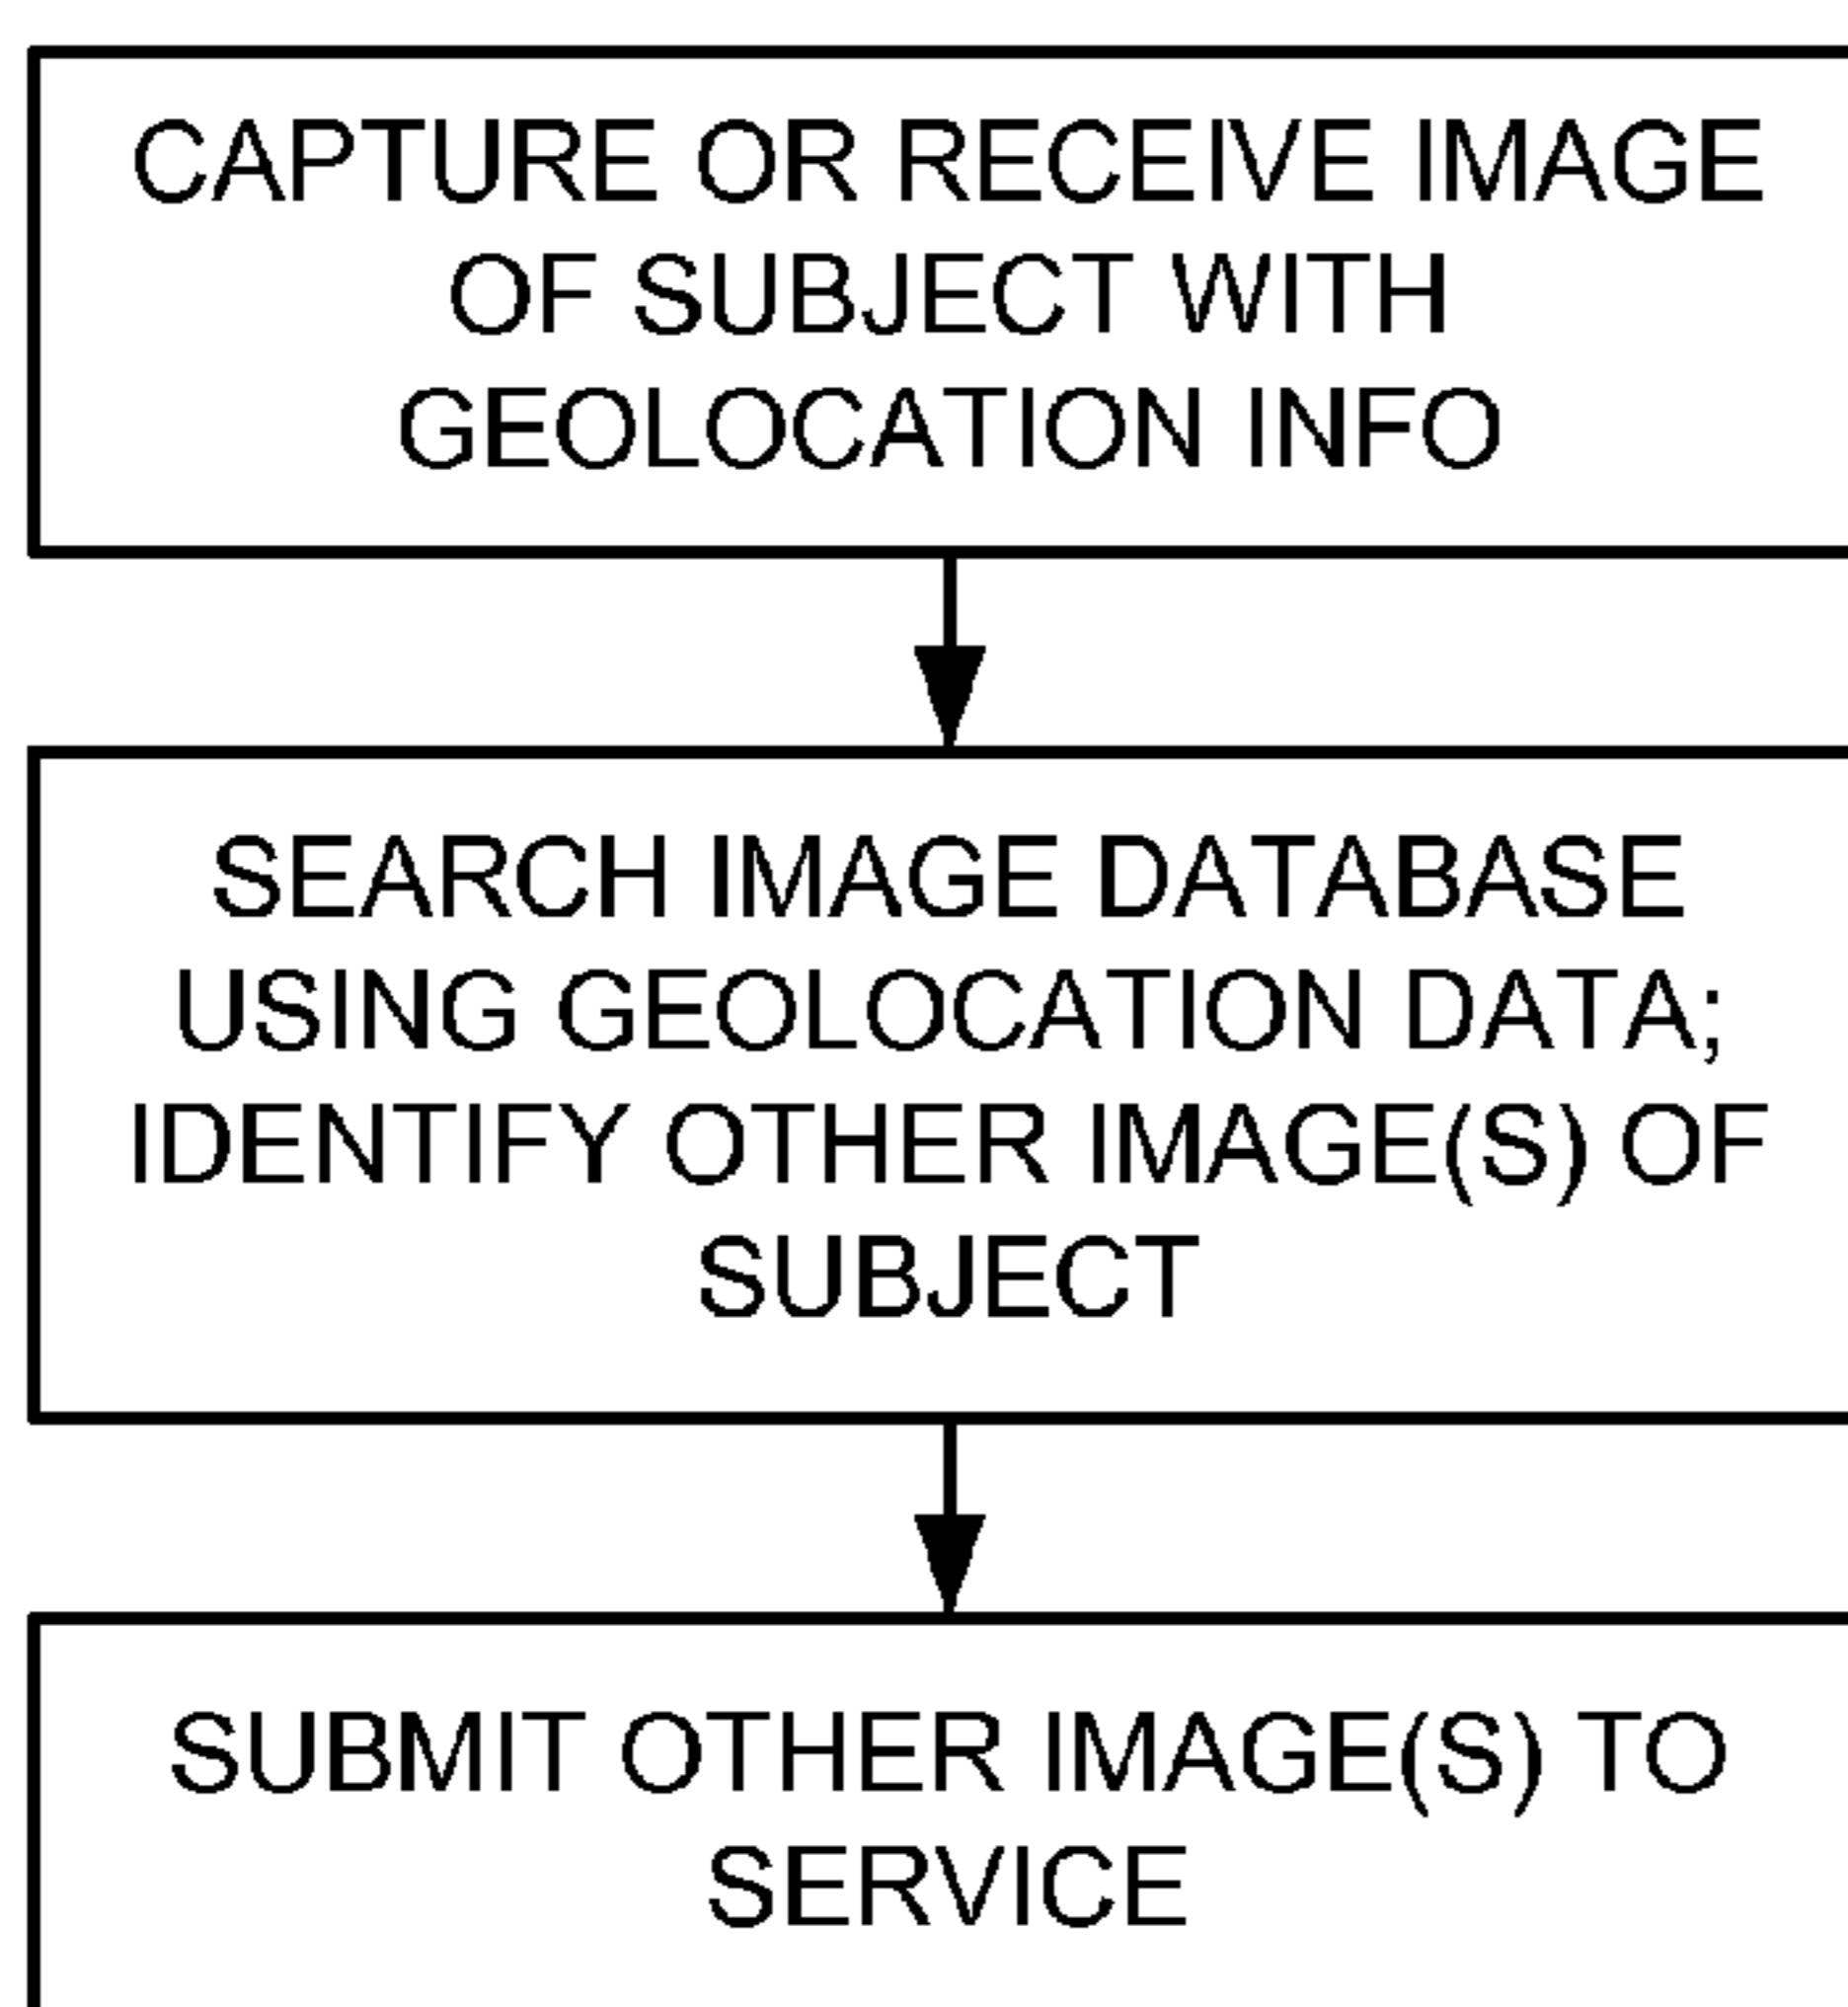 CAPTURE OR RECEIVE IMAGE
OF SUBJECT WITH
GEOLOCATION INFO
SEARCH IMAGE DATABASE
USING GEOLOCATION DATA;
IDENTIFY OTHER IMAGE(S) OF
SUBJECT
SUBMIT OTHER IMAGE(S) TO
SERVICE